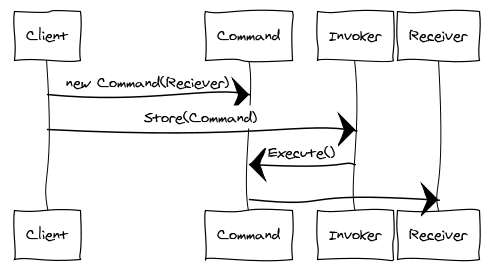 Client Command Invoker Receiver
new Command(Reciever)
Store(Command)
Execute()
Client Command Invoker Receiver